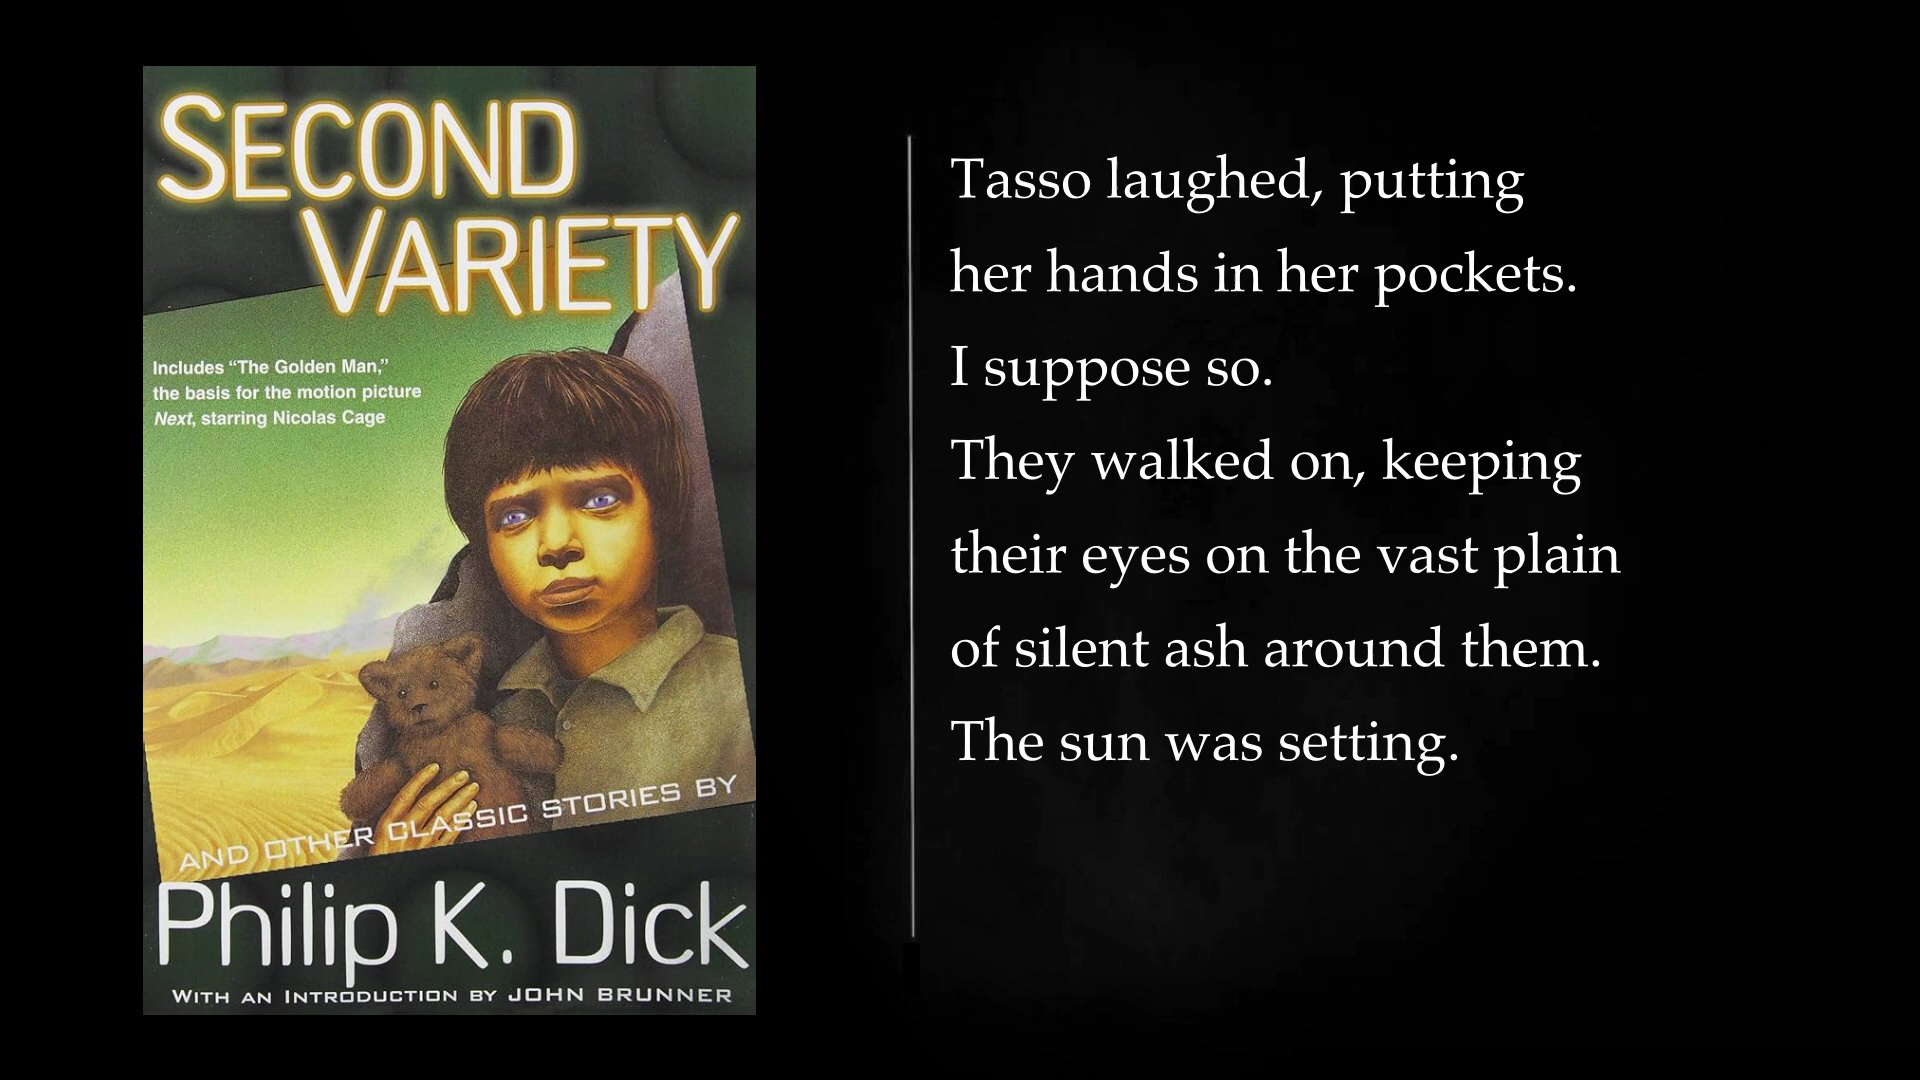 SECOND
VARIETY
Includes “The Golden Man,”
the basis for the motion picture
Next, starring Nicolas Cage
AND OTHER CLASSIC STORIES BY
Philip K. Dick
WITH AN INTRODUCTION BY JOHN BRUNNER
Tasso laughed, putting
her hands in her pockets.
I suppose so.
They walked on, keeping
their eyes on the vast plain
of silent ash around them.
The sun was setting.